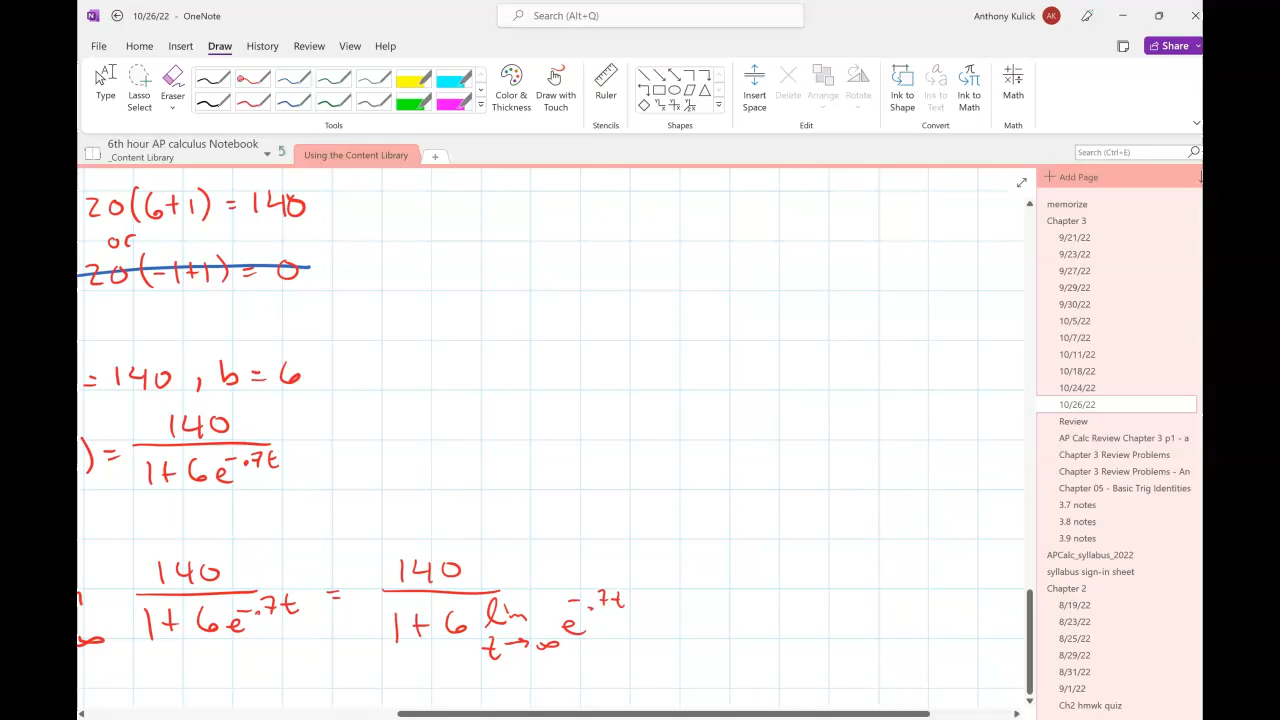 10/26/22 - OneNote
Search (Ctrl+E)
Search (Q)
Anthony Kulick
AK
File Home Insert Draw History Review View Help
Share
Type
Lasso Select
Eraser
Color & Thickness
Draw with Touch
Ruler
Insert Space
Delete
Arrange
Rotate
Ink to Shape
Ink to Text
Ink to Math
Math
Tools
Stencils
Shapes
Edit
Convert
Math
6th hour AP calculus Notebook
_Content Library
Using the Content Library
Add Page
20(6+1) = 140
or
20(-1+1) = 0
= 140 , b = 6
) = 140 / 1+6e^-.7t
140 / 1+6e^-.7t = 140 / 1+6 lim t→∞ e^-.7t
∞
memorize
Chapter 3
9/21/22
9/23/22
9/27/22
9/29/22
9/30/22
10/5/22
10/7/22
10/11/22
10/18/22
10/24/22
10/26/22
Review
AP Calc Review Chapter 3 p1 - a
Chapter 3 Review Problems
Chapter 3 Review Problems - An
Chapter 05 - Basic Trig Identities
3.7 notes
3.8 notes
3.9 notes
APCalc_syllabus_2022
syllabus sign-in sheet
Chapter 2
8/19/22
8/23/22
8/25/22
8/29/22
8/31/22
9/1/22
Ch2 hmwk quiz